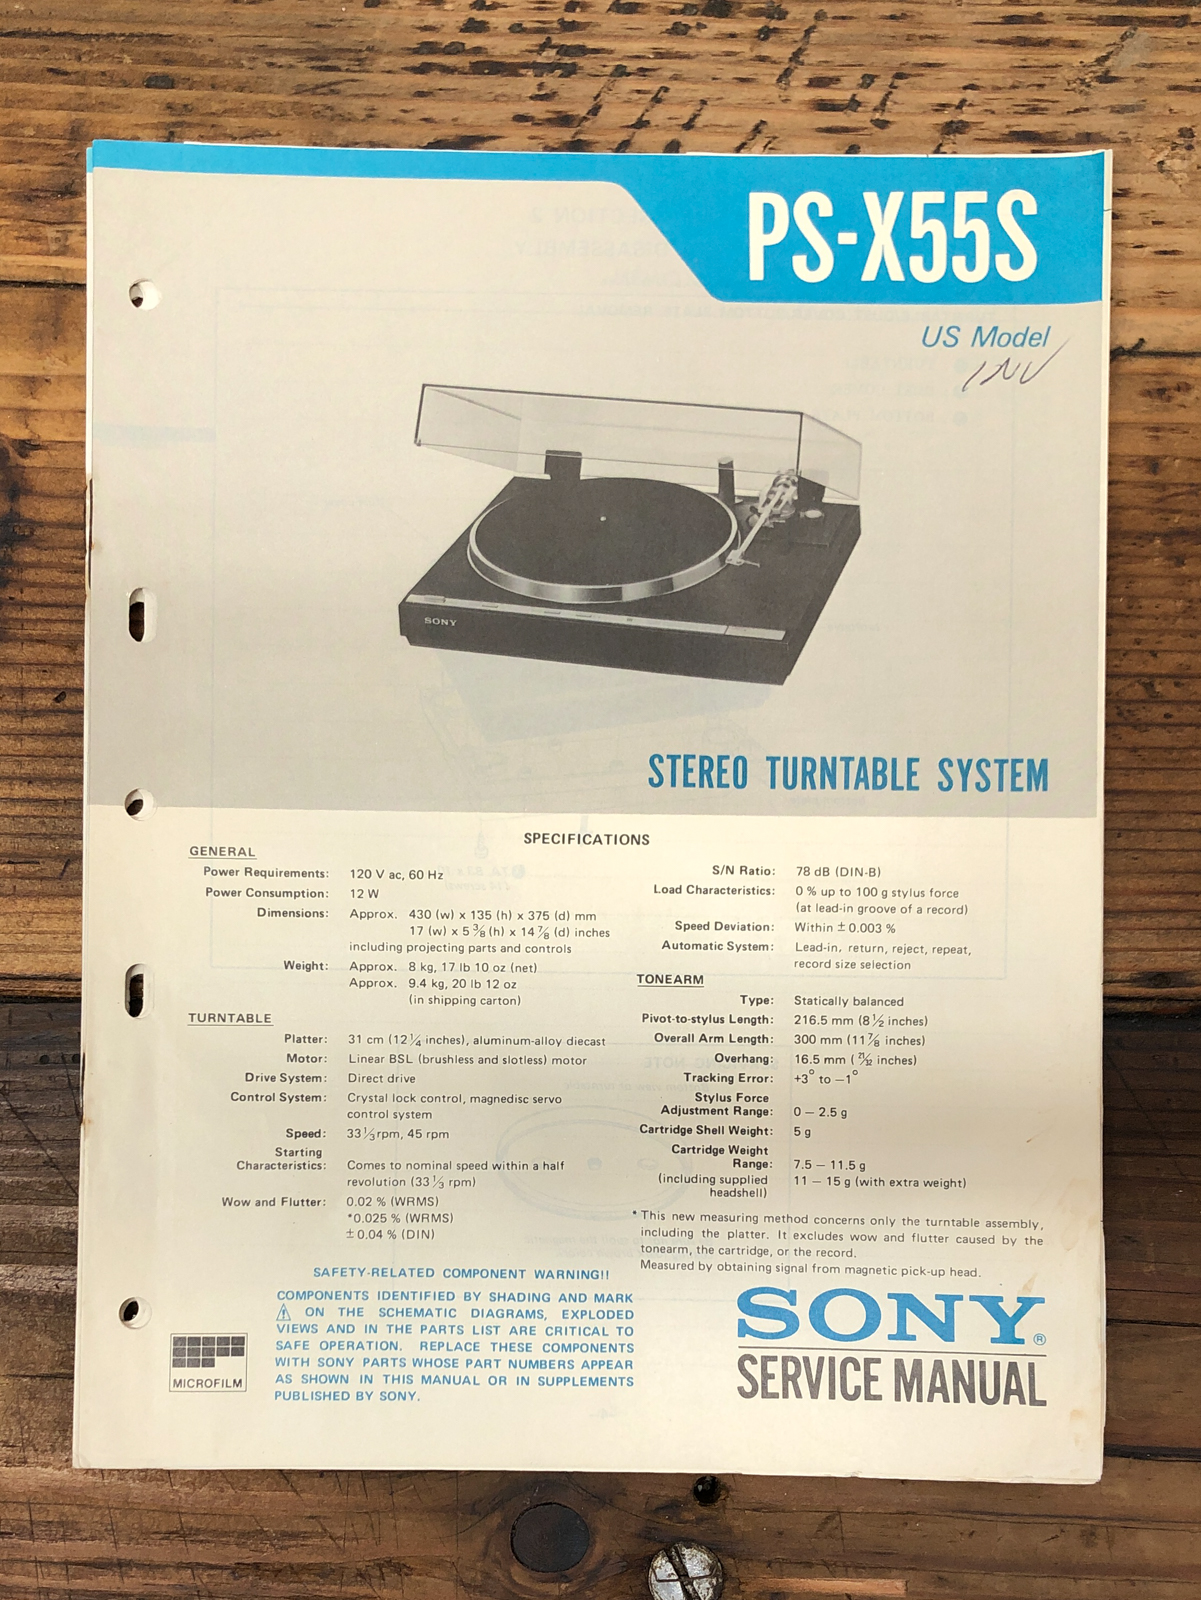 PS-X55S
US Model
INV
SONY
STEREO TURNTABLE SYSTEM
SPECIFICATIONS
GENERAL
Power Requirements: 120 V ac, 60 Hz
Power Consumption: 12 W
Dimensions: Approx. 430 (w) x 135 (h) x 375 (d) mm
17 (w) x 5 3/8 (h) x 14 7/8 (d) inches
including projecting parts and controls
Weight: Approx. 8 kg, 17 lb 10 oz (net)
Approx. 9.4 kg, 20 lb 12 oz
(in shipping carton)
TURNTABLE
Platter: 31 cm (12 1/4 inches), aluminum-alloy diecast
Motor: Linear BSL (brushless and slotless) motor
Drive System: Direct drive
Control System: Crystal lock control, magnedisc servo
control system
Speed: 33 1/3 rpm, 45 rpm
Starting
Characteristics: Comes to nominal speed within a half
revolution (33 1/3 rpm)
Wow and Flutter: 0.02 % (WRMS)
*0.025 % (WRMS)
± 0.04 % (DIN)
S/N Ratio: 78 dB (DIN-B)
Load Characteristics: 0 % up to 100 g stylus force
(at lead-in groove of a record)
Speed Deviation: Within ± 0.003 %
Automatic System: Lead-in, return, reject, repeat,
record size selection
TONEARM
Type: Statically balanced
Pivot-to-stylus Length: 216.5 mm (8 1/2 inches)
Overall Arm Length: 300 mm (11 7/8 inches)
Overhang: 16.5 mm ( 21/32 inches)
Tracking Error: +3° to −1°
Stylus Force
Adjustment Range: 0 − 2.5 g
Cartridge Shell Weight: 5 g
Cartridge Weight
Range: 7.5 − 11.5 g
(including supplied 11 − 15 g (with extra weight)
headshell)
* This new measuring method concerns only the turntable assembly,
including the platter. It excludes wow and flutter caused by the
tonearm, the cartridge, or the record.
Measured by obtaining signal from magnetic pick-up head.
SAFETY-RELATED COMPONENT WARNING!!
COMPONENTS IDENTIFIED BY SHADING AND MARK
⚠ ON THE SCHEMATIC DIAGRAMS, EXPLODED
VIEWS AND IN THE PARTS LIST ARE CRITICAL TO
SAFE OPERATION. REPLACE THESE COMPONENTS
WITH SONY PARTS WHOSE PART NUMBERS APPEAR
AS SHOWN IN THIS MANUAL OR IN SUPPLEMENTS
PUBLISHED BY SONY.
MICROFILM
SONY®
SERVICE MANUAL